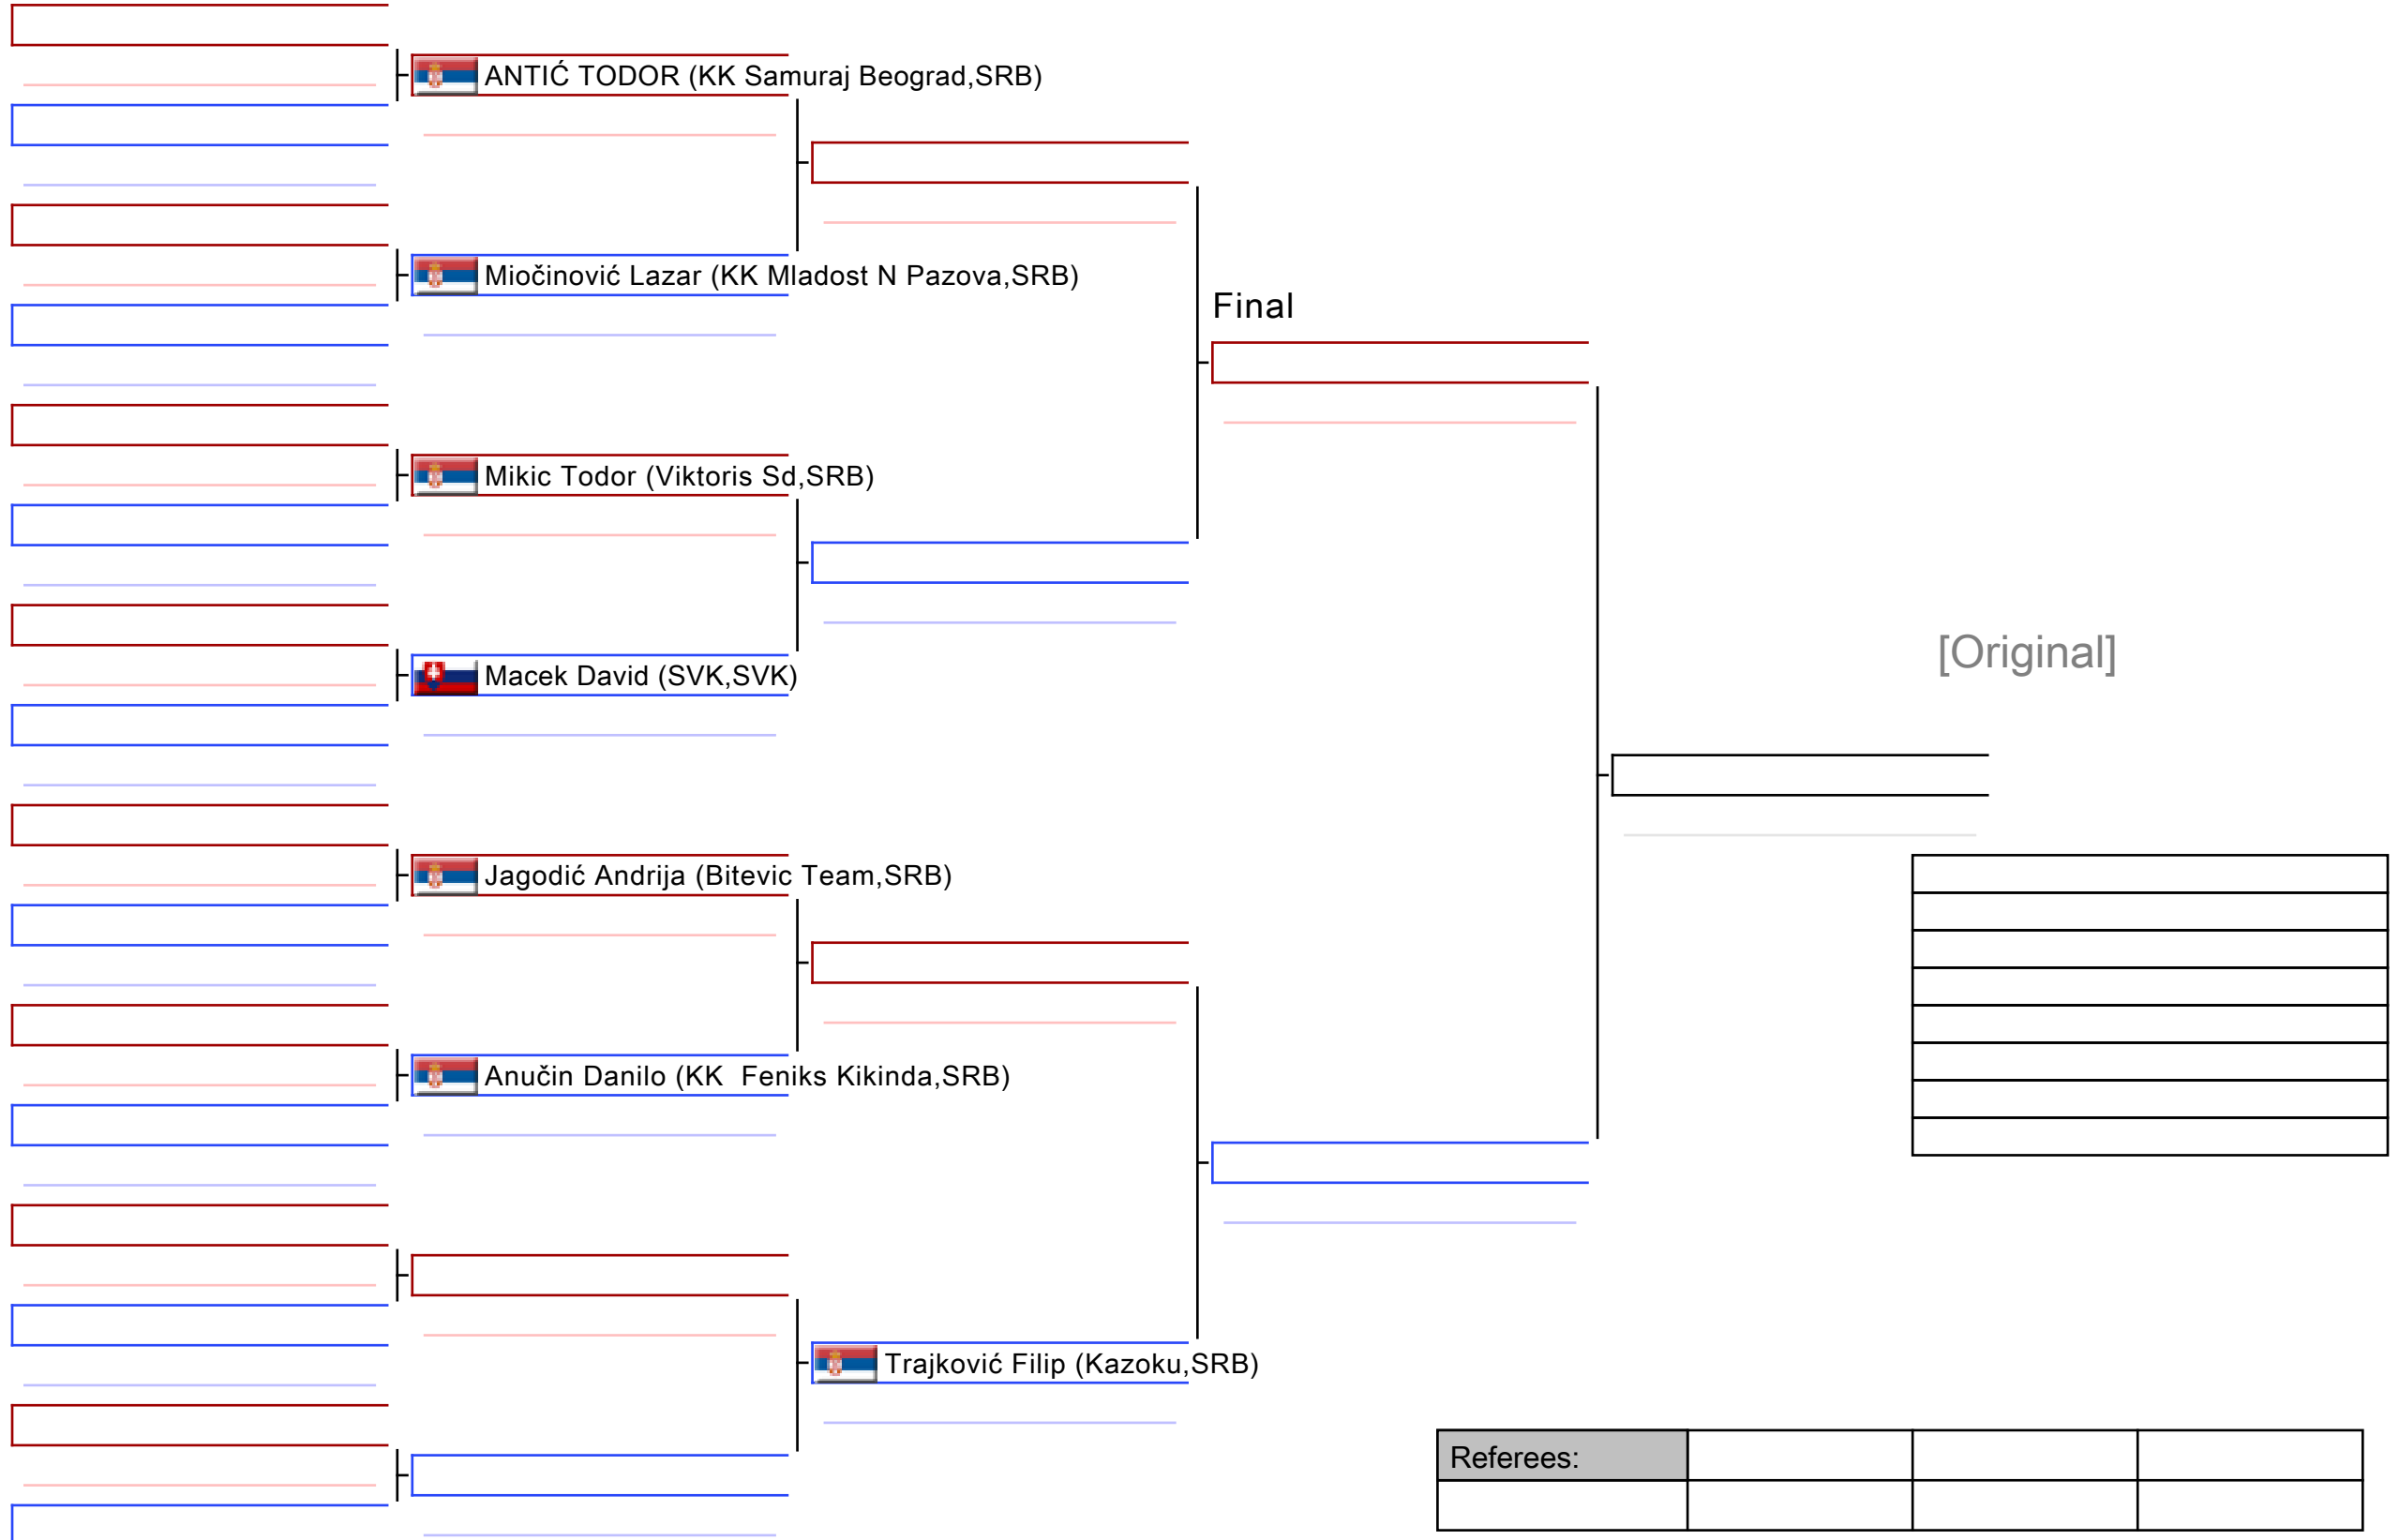 ANTIĆ TODOR (KK Samuraj Beograd,SRB)
Miočinović Lazar (KK Mladost N Pazova,SRB)
Final
Mikic Todor (Viktoris Sd,SRB)
[Original]
Macek David (SVK,SVK)
Jagodić Andrija (Bitevic Team,SRB)
Anučin Danilo (KK  Feniks Kikinda,SRB)
Trajković Filip (Kazoku,SRB)
Referees: